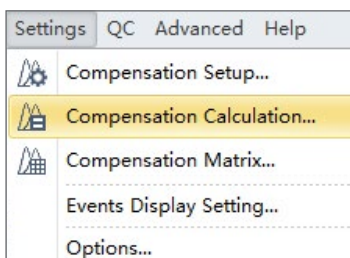 Settings QC Advanced Help
Compensation Setup...
Compensation Calculation...
Compensation Matrix...
Events Display Setting...
Options...